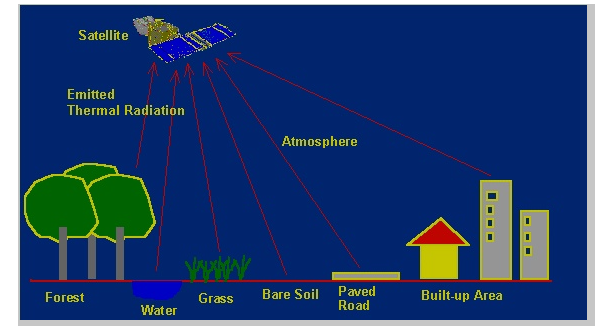 Satellite
Emitted
Thermal Radiation
Atmosphere
Forest
Water
Grass
Bare Soil
Paved
Road
Built-up Area